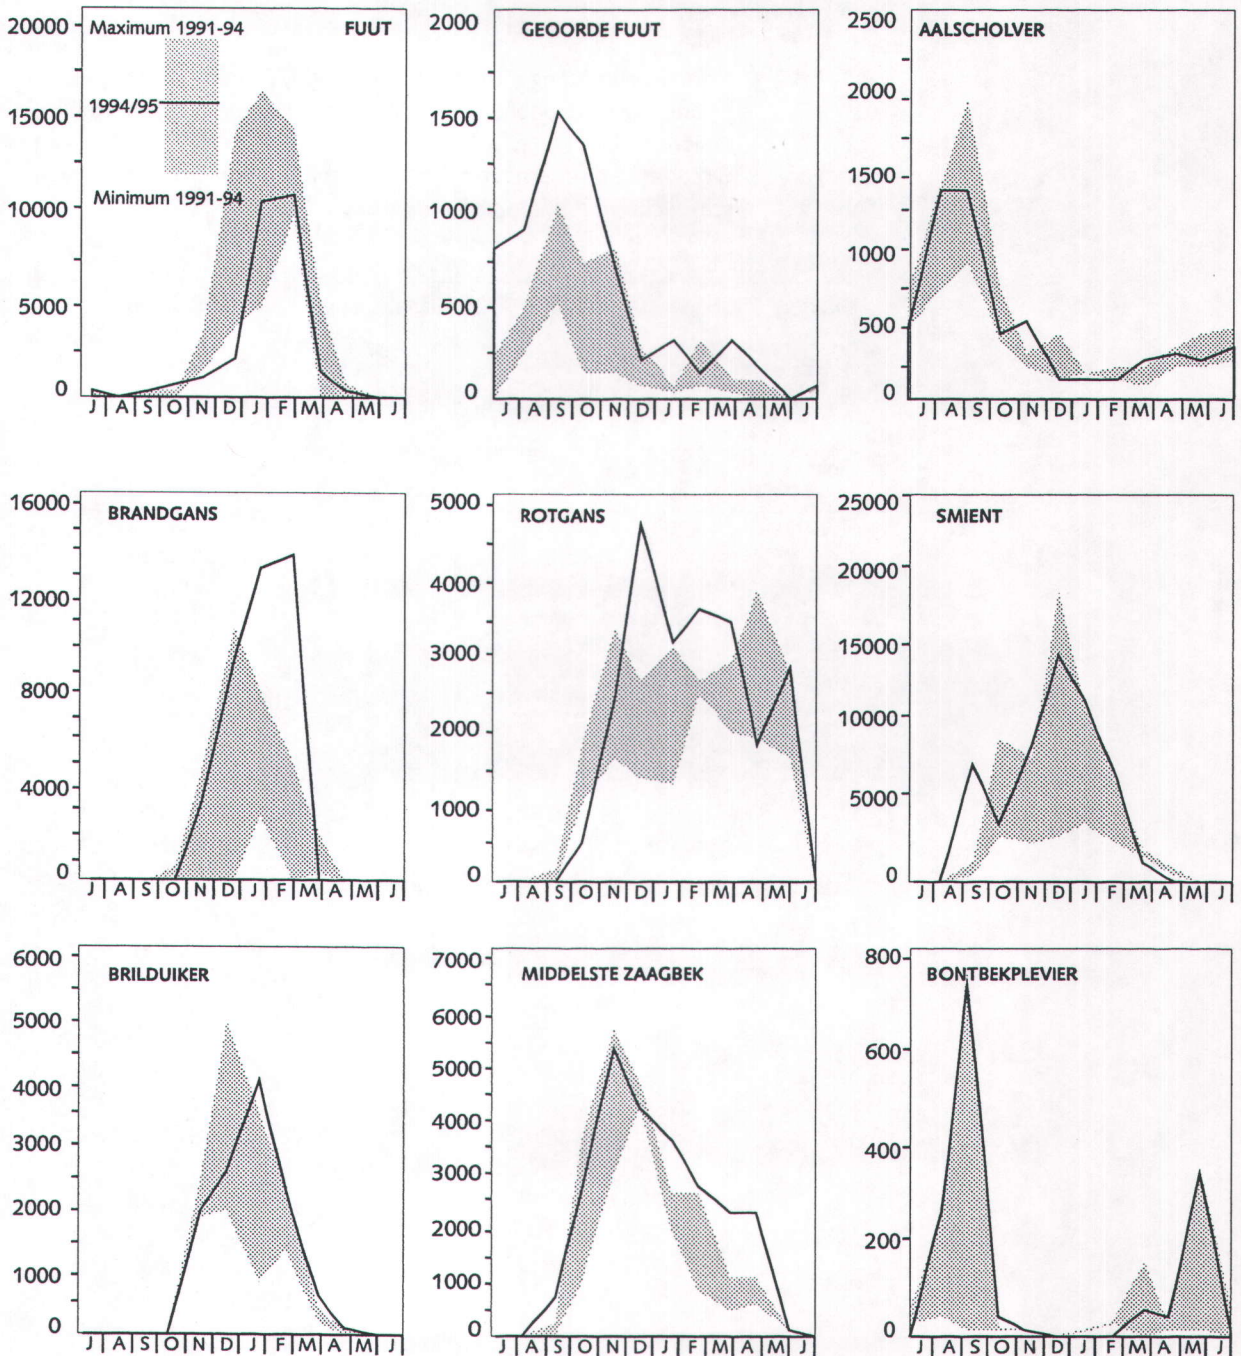 FUUT
Maximum 1991-94
1994/95
Minimum 1991-94
20000
15000
10000
5000
0
J A S O N D J F M A M J
GEOORDE FUUT
2000
1500
1000
500
0
J A S O N D J F M A M J
AALSCHOLVER
2500
2000
1500
1000
500
0
J A S O N D J F M A M J
BRANDGANS
16000
12000
8000
4000
0
J A S O N D J F M A M J
ROTGANS
5000
4000
3000
2000
1000
0
J A S O N D J F M A M J
SMIENT
25000
20000
15000
10000
5000
0
J A S O N D J F M A M J
BRILDUIKER
6000
5000
4000
3000
2000
1000
0
J A S O N D J F M A M J
MIDDELSTE ZAAGBEK
7000
6000
5000
4000
3000
2000
1000
0
J A S O N D J F M A M J
BONTBEKPLEVIER
800
600
400
200
0
J A S O N D J F M A M J